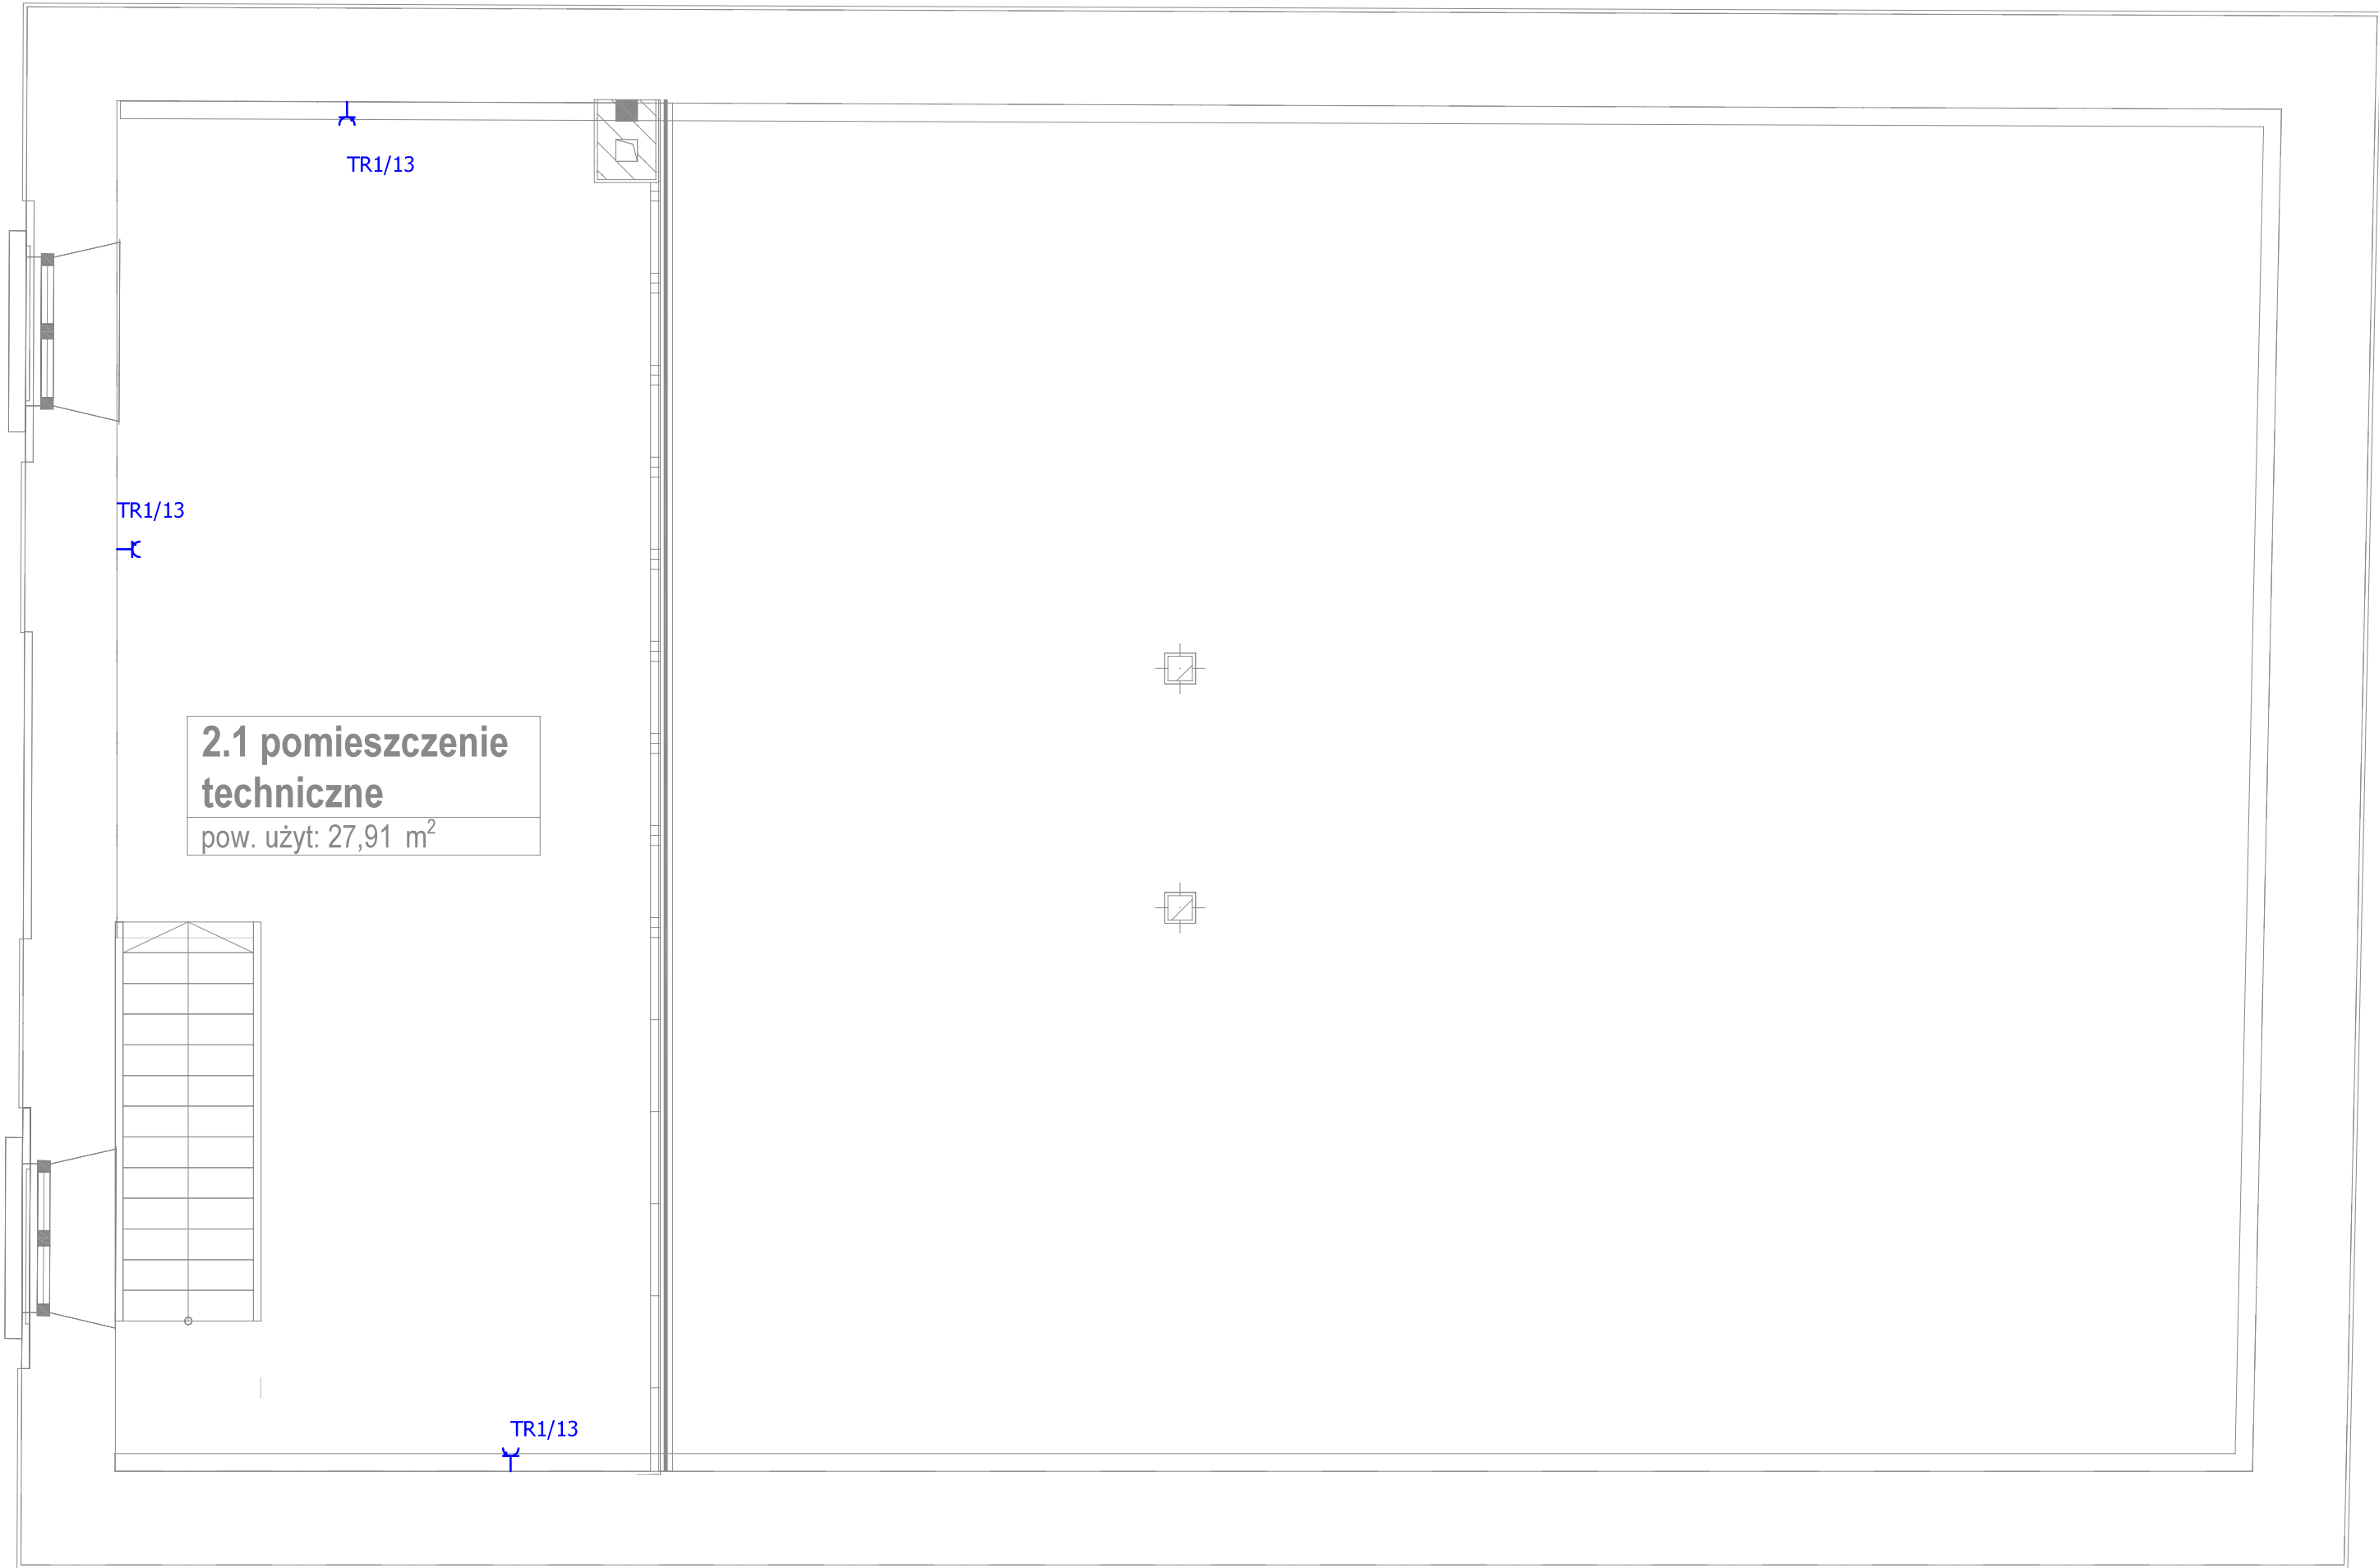 TR1/13
TR1/13
2.1 pomieszczenie
techniczne
pow. użyt: 27,91 m²
TR1/13